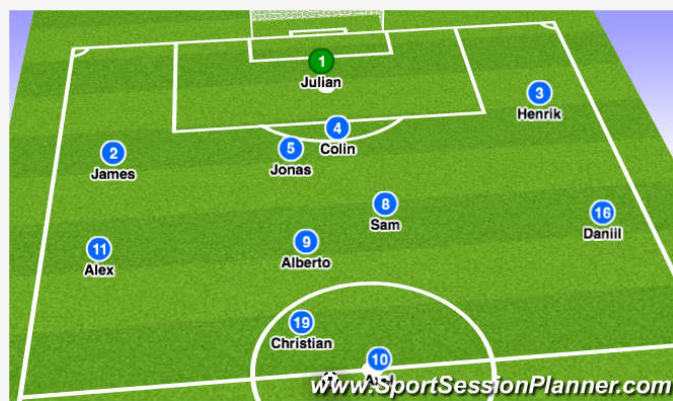 1
Julian
3
Henrik
4
Colin
5
Jonas
2
James
8
Sam
16
Daniil
9
Alberto
11
Alex
19
Christian
10
www.SportSessionPlanner.com